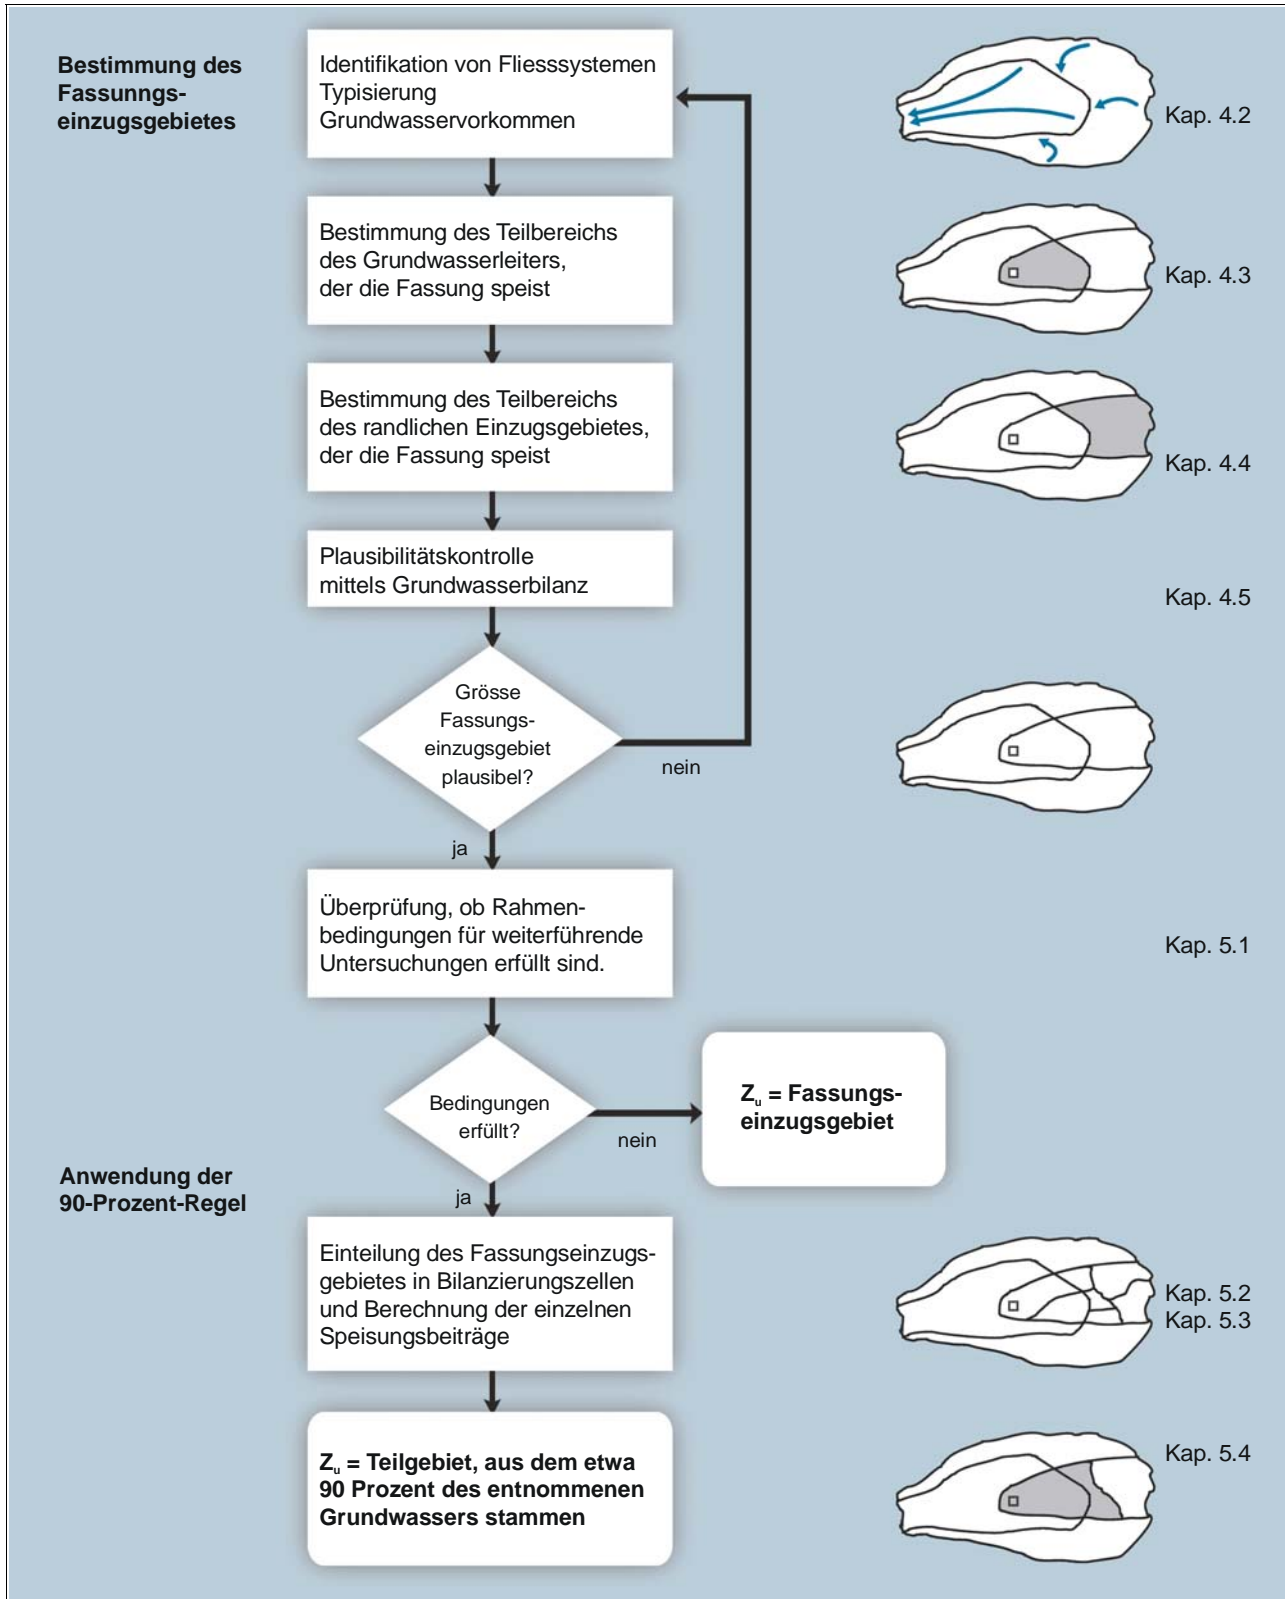 Bestimmung des
Fassunngs-
einzugsgebietes
Identifikation von Fliesssystemen
Typisierung
Grundwasservorkommen
Kap. 4.2
Bestimmung des Teilbereichs
des Grundwasserleiters,
der die Fassung speist
Kap. 4.3
Bestimmung des Teilbereichs
des randlichen Einzugsgebietes,
der die Fassung speist
Kap. 4.4
Plausibilitätskontrolle
mittels Grundwasserbilanz
Kap. 4.5
Grösse
Fassungs-
einzugsgebiet
plausibel?
nein
ja
Überprüfung, ob Rahmen-
bedingungen für weiterführende
Untersuchungen erfüllt sind.
Kap. 5.1
Bedingungen
erfüllt?
nein
Zu = Fassungs-
einzugsgebiet
ja
Anwendung der
90-Prozent-Regel
Einteilung des Fassungseinzugs-
gebietes in Bilanzierungszellen
und Berechnung der einzelnen
Speisungsbeiträge
Kap. 5.2
Kap. 5.3
Zu = Teilgebiet, aus dem etwa
90 Prozent des entnommenen
Grundwassers stammen
Kap. 5.4